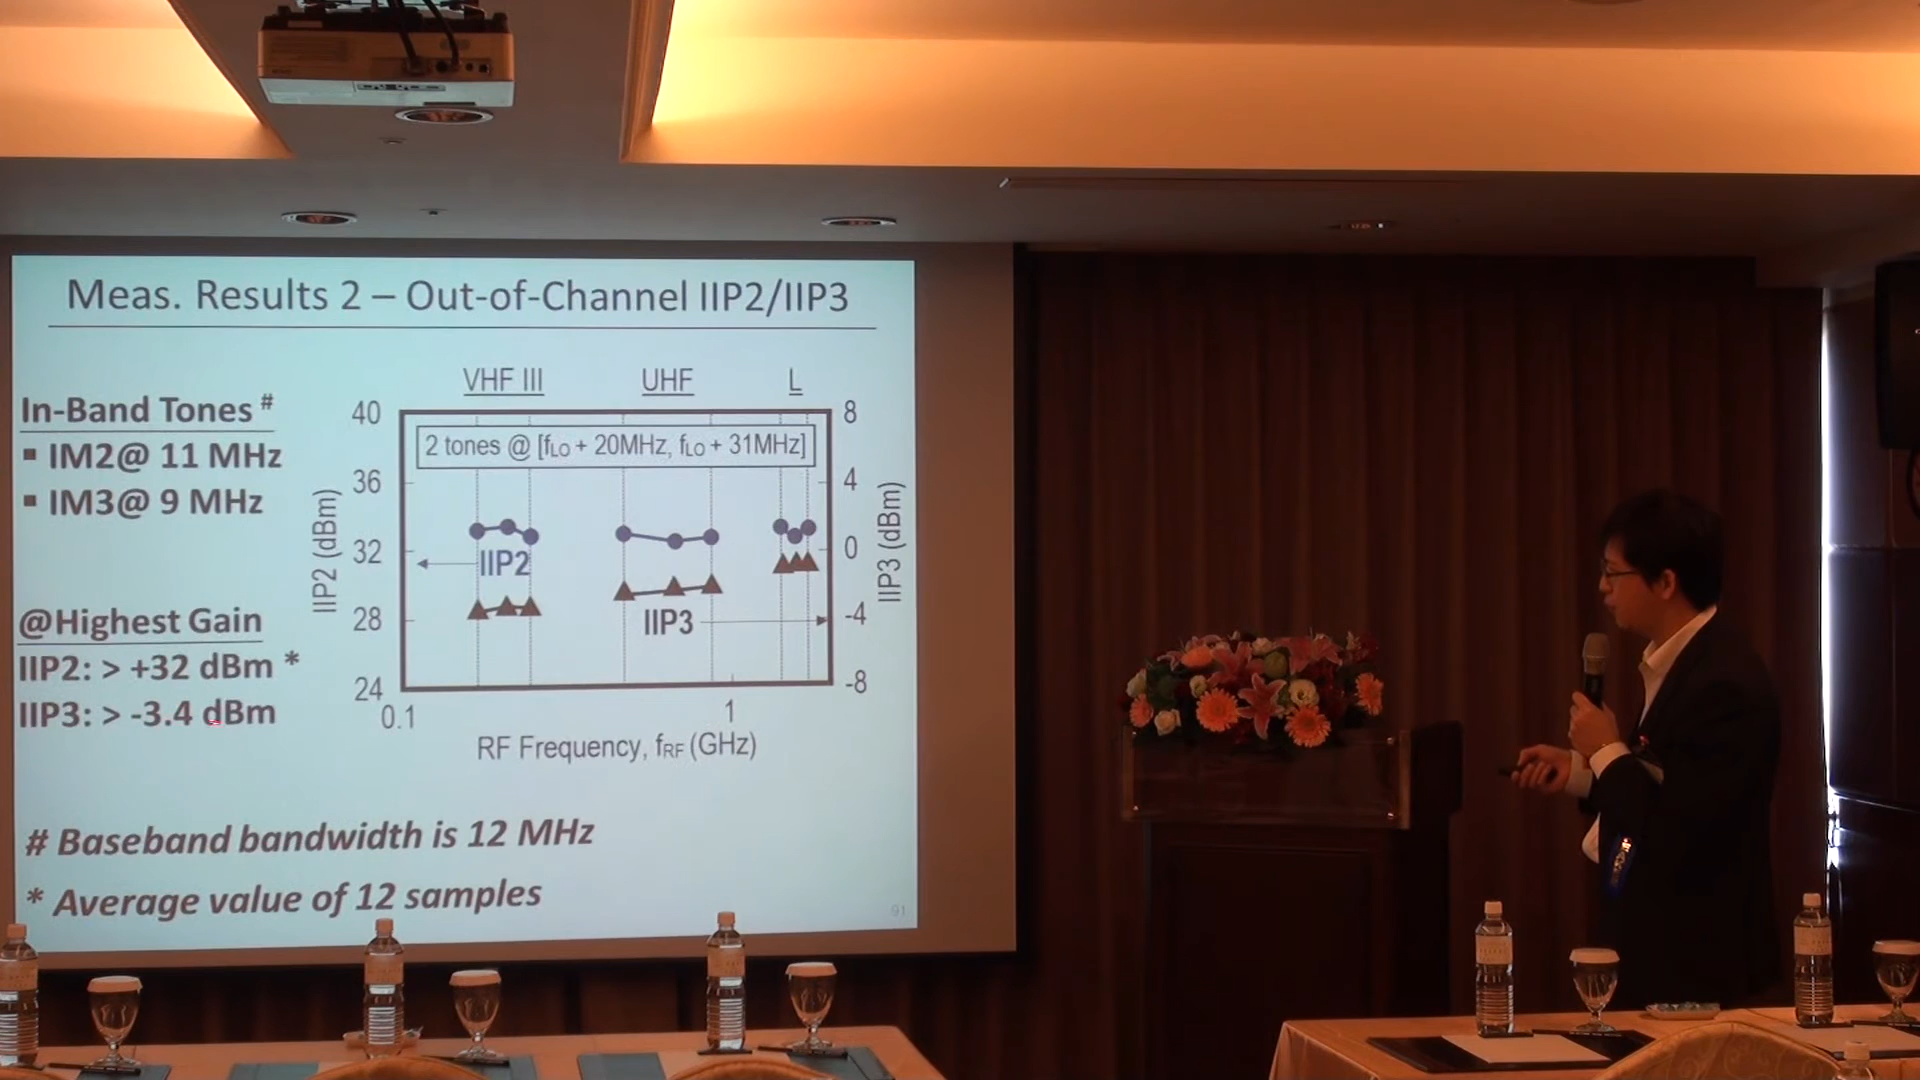 Meas. Results 2 – Out-of-Channel IIP2/IIP3
In-Band Tones #
▪ IM2@ 11 MHz
▪ IM3@ 9 MHz
@Highest Gain
IIP2: > +32 dBm *
IIP3: > -3.4 dBm
VHF III UHF L
40 8
2 tones @ [fLO + 20MHz, fLO + 31MHz]
36 4
32 0
28 -4
24 -8
IIP2 (dBm)
IIP3 (dBm)
IIP2
IIP3
0.1 1
RF Frequency, fRF (GHz)
# Baseband bandwidth is 12 MHz
* Average value of 12 samples
91